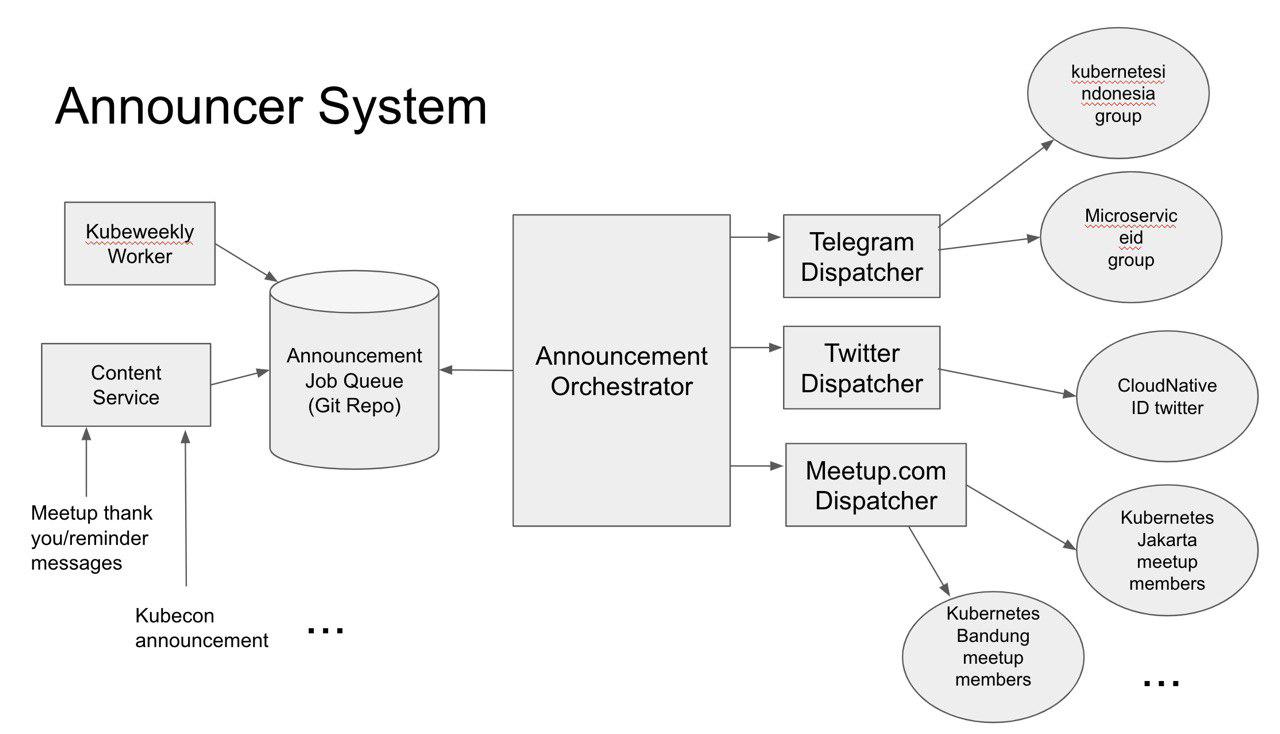 Announcer System
Kubeweekly
Worker
Content
Service
Meetup thank
you/reminder
messages
Kubecon
announcement
...
Announcement
Job Queue
(Git Repo)
Announcement
Orchestrator
Telegram
Dispatcher
Twitter
Dispatcher
Meetup.com
Dispatcher
kubernetesi
ndonesia
group
Microservic
eid
group
CloudNative
ID twitter
Kubernetes
Jakarta
meetup
members
Kubernetes
Bandung
meetup
members
...